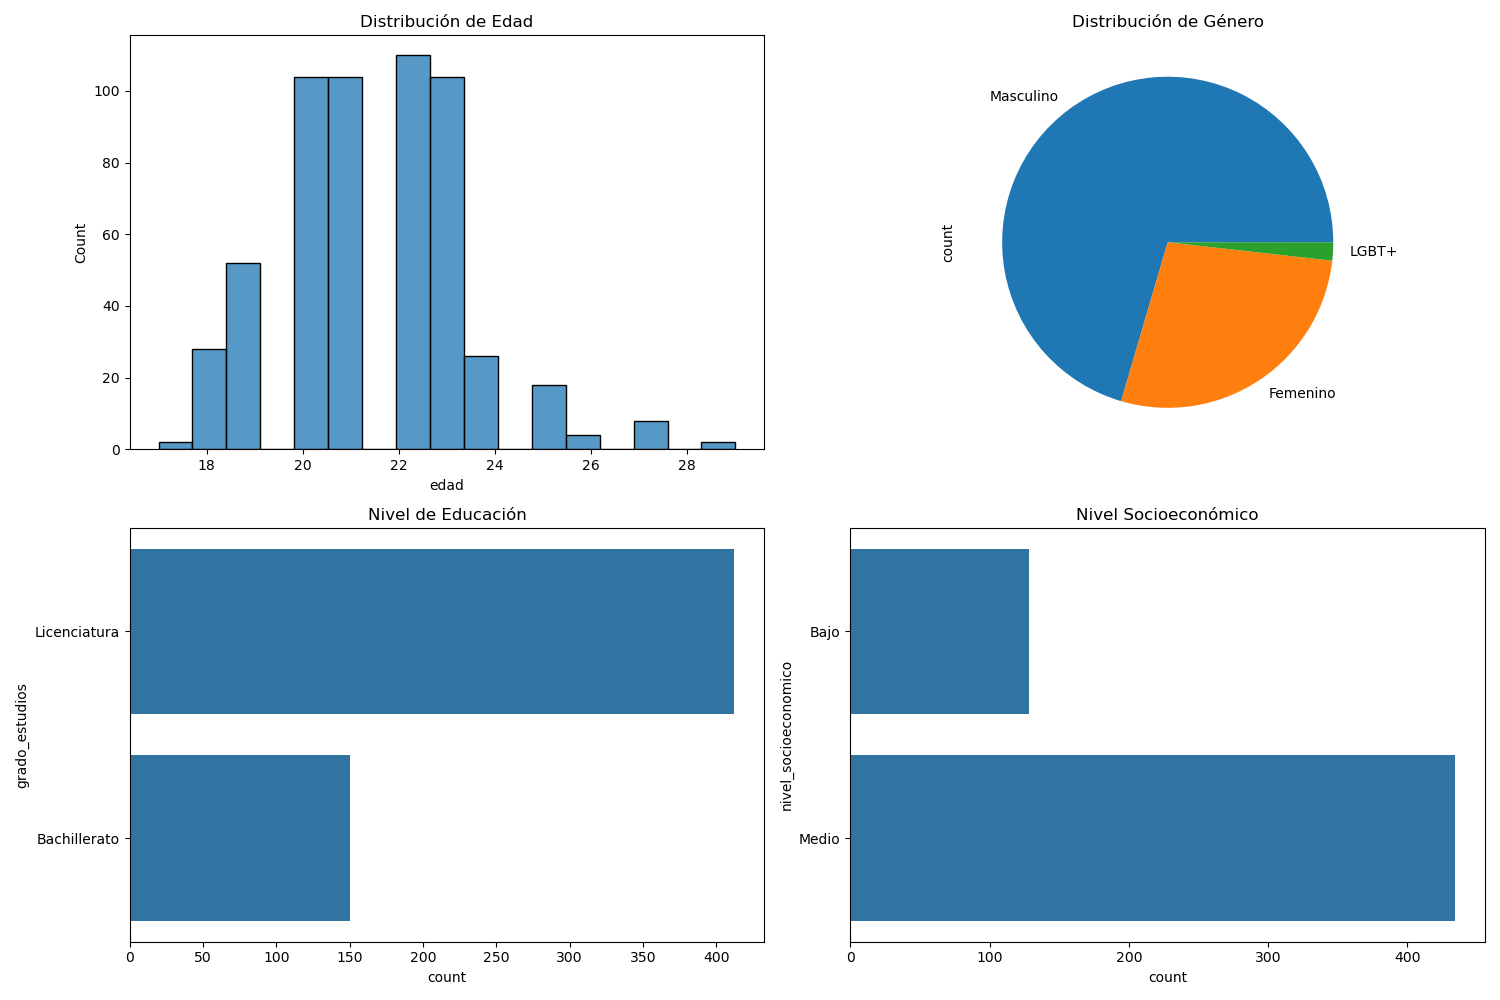 Distribución de Edad
Count
100
80
60
40
20
0
18
20
22
24
26
28
edad
Distribución de Género
count
Masculino
LGBT+
Femenino
Nivel de Educación
grado_estudios
Licenciatura
Bachillerato
0
50
100
150
200
250
300
350
400
count
Nivel Socioeconómico
nivel_socioeconomico
Bajo
Medio
0
100
200
300
400
count